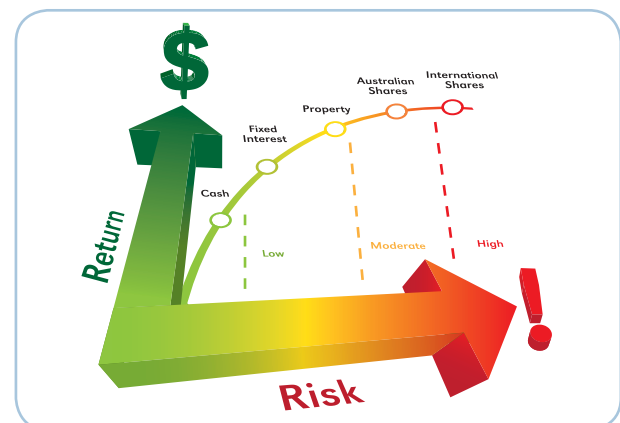 $
International
Shares
Australian
Shares
Property
Fixed
Interest
Cash
Return
Low
Moderate
High
!
Risk